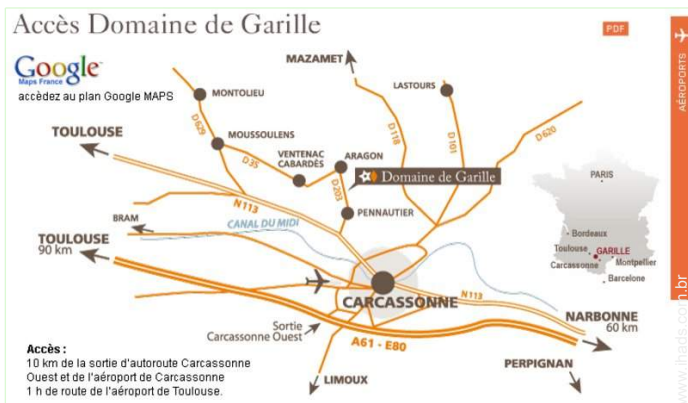 Accès Domaine de Garille
PDF
AÉROPORTS
Google
Maps France
accèdez au plan Google MAPS
MAZAMET
LASTOURS
MONTOLIEU
D629
D118
D101
D620
TOULOUSE
MOUSSOULENS
D35
VENTENAC
CABARDÈS
ARAGON
D203
Domaine de Garille
PARIS
N113
PENNAUTIER
BRAM
CANAL DU MIDI
TOULOUSE
90 km
Bordeaux
Toulouse
GARILLE
Carcassonne
Montpellier
Barcelone
CARCASSONNE
N113
NARBONNE
60 km
Sortie
Carcassonne Ouest
A61 - E80
PERPIGNAN
LIMOUX
Accès :
10 km de la sortie d'autoroute Carcassonne
Ouest et de l'aéroport de Carcassonne
1 h de route de l'aéroport de Toulouse.
www.lhads.com.br